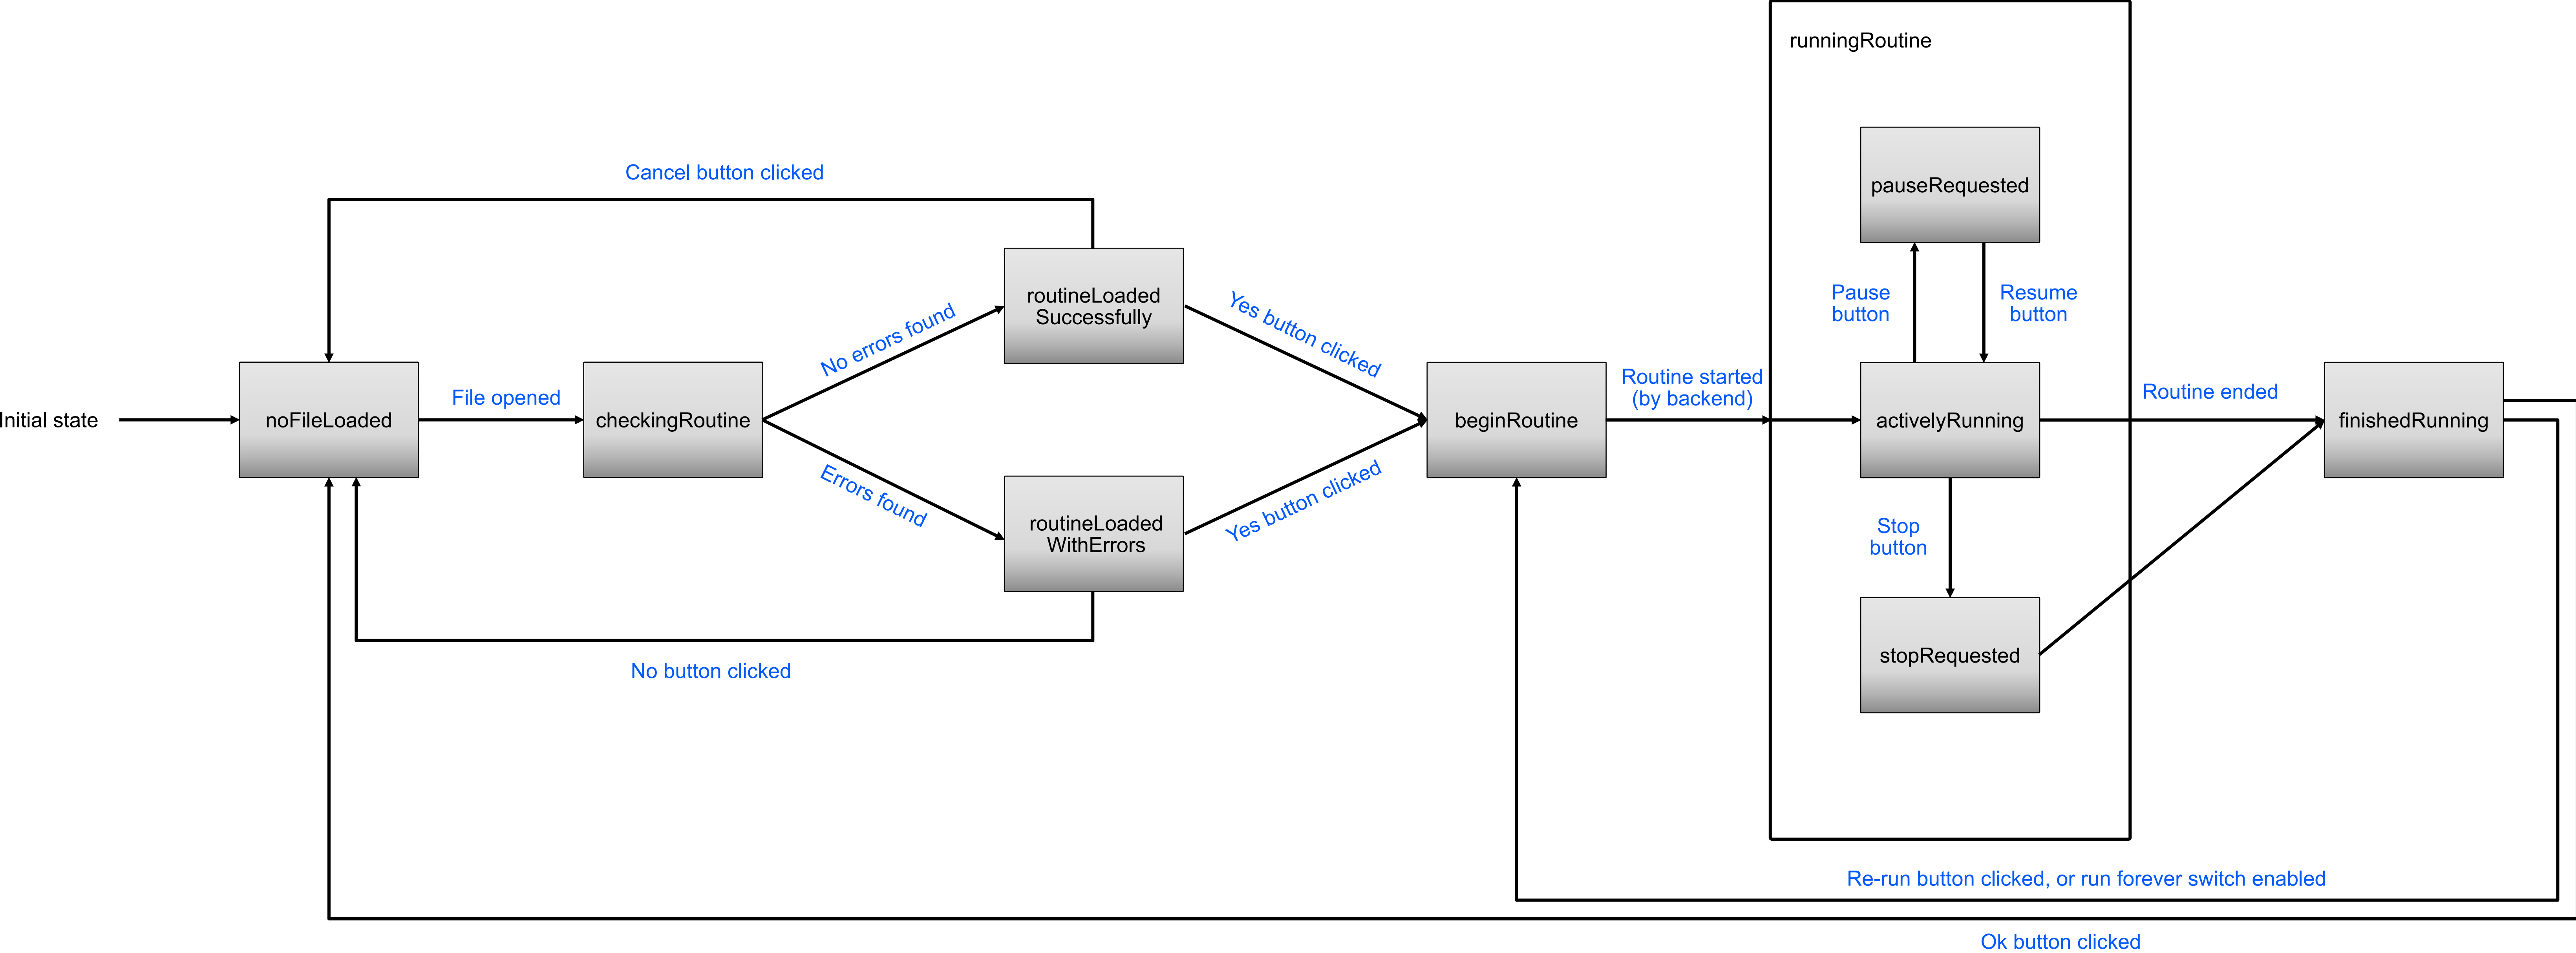 runningRoutine
Cancel button clicked
pauseRequested
routineLoaded
Successfully
Yes button clicked
Pause
button
Resume
button
No errors found
Initial state
noFileLoaded
File opened
checkingRoutine
beginRoutine
Routine started
(by backend)
activelyRunning
Routine ended
finishedRunning
Errors found
routineLoaded
WithErrors
Yes button clicked
Stop
button
No button clicked
stopRequested
Re-run button clicked, or run forever switch enabled
Ok button clicked